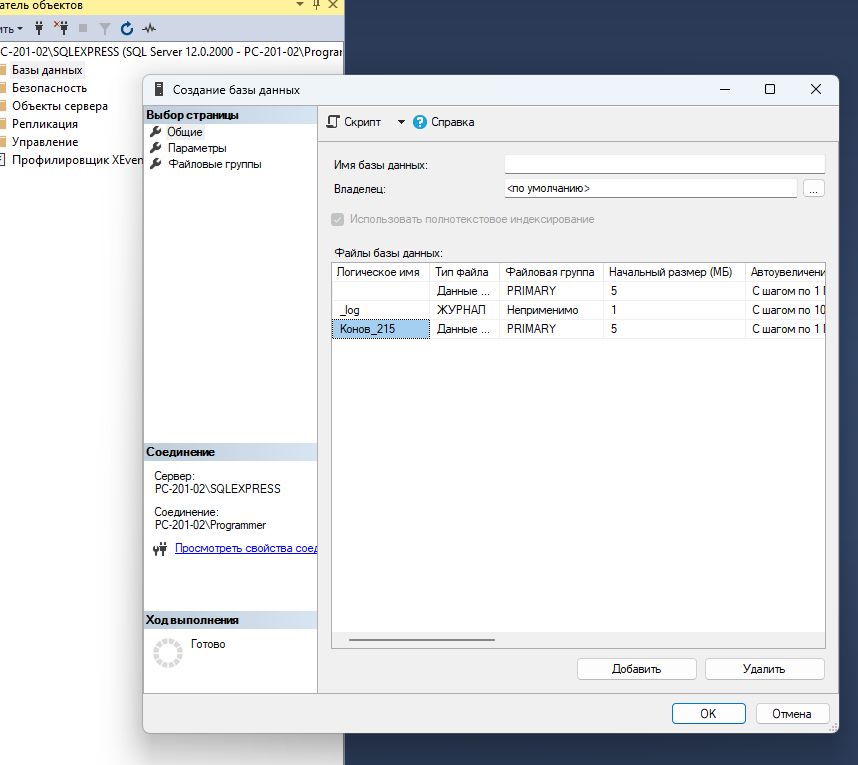 атель объектов
ить
C-201-02\SQLEXPRESS (SQL Server 12.0.2000 - PC-201-02\Program
Базы данных
Безопасность
Объекты сервера
Репликация
Управление
Профилировщик XEven
Создание базы данных
Выбор страницы
Общие
Параметры
Файловые группы
Скрипт
Справка
Имя базы данных:
Владелец:
<по умолчанию>
...
Использовать полнотекстовое индексирование
Файлы базы данных:
Логическое имя Тип файла Файловая группа Начальный размер (МБ) Автоувеличени
Данные ... PRIMARY 5 С шагом по 1
_log ЖУРНАЛ Неприменимо 1 С шагом по 10
Конов_215 Данные ... PRIMARY 5 С шагом по 1
Соединение
Сервер:
PC-201-02\SQLEXPRESS
Соединение:
PC-201-02\Programmer
Просмотреть свойства соед
Ход выполнения
Готово
Добавить
Удалить
OK
Отмена